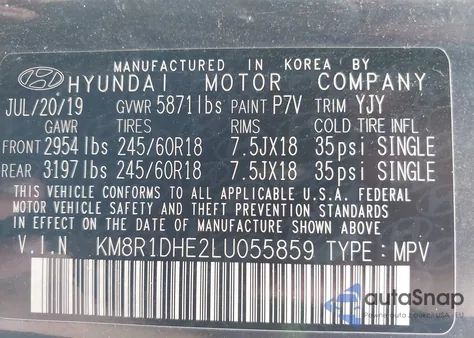 MANUFACTURED IN KOREA BY
HYUNDAI MOTOR COMPANY
JUL/20/19 GVWR 5871lbs PAINT P7V TRIM YJY
GAWR TIRES RIMS COLD TIRE INFL
FRONT 2954lbs 245/60R18 7.5JX18 35psi SINGLE
REAR 3197lbs 245/60R18 7.5JX18 35psi SINGLE
THIS VEHICLE CONFORMS TO ALL APPLICABLE U.S.A. FEDERAL
MOTOR VEHICLE SAFETY AND THEFT PREVENTION STANDARDS
IN EFFECT ON THE DATE OF MANUFACTURE SHOWN ABOVE.
V.I.N KM8R1DHE2LU055859 TYPE: MPV
autoSnap